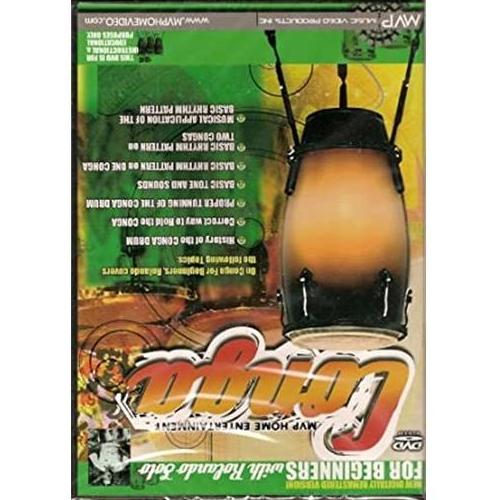 NEW DIGITALLY REMASTERED VERSION!
FOR BEGINNERS with Rolando Soto
DVD
VIDEO
MVP HOME ENTERTAINMENT
Conga
On Conga For Beginners, Rolando covers
the following Topics:
History of the CONGA DRUM
Correct way to Hold the CONGA
PROPER TUNNING OF THE CONGA DRUM
BASIC TONE AND SOUNDS
BASIC RHYTHM PATTERN on ONE CONGA
BASIC RHYTHM PATTERN on
TWO CONGAS
MUSICAL APPLICATION OF THE
BASIC RHYTHM PATTERN
THIS DVD IS FOR
INSTRUCTIONAL &
EDUCATIONAL
PURPOSES ONLY
MVP
MUSIC VIDEO PRODUCTS, INC.
WWW.MVPHOMEVIDEO.COM